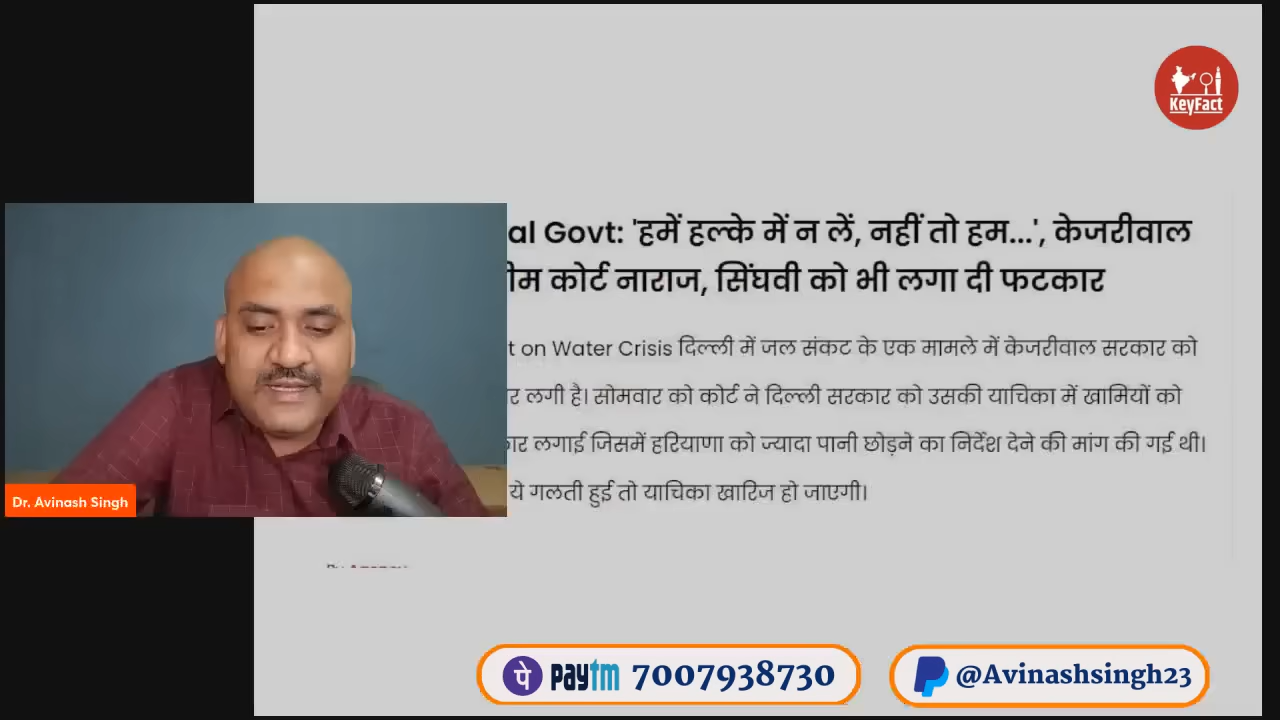 KeyFact
al Govt: 'हमें हल्के में न लें, नहीं तो हम...', केजरीवाल
ीम कोर्ट नाराज, सिंघवी को भी लगा दी फटकार
t on Water Crisis दिल्ली में जल संकट के एक मामले में केजरीवाल सरकार को
र लगी है। सोमवार को कोर्ट ने दिल्ली सरकार को उसकी याचिका में खामियों को
ार लगाई जिसमें हरियाणा को ज्यादा पानी छोड़ने का निर्देश देने की मांग की गई थी।
ये गलती हुई तो याचिका खारिज हो जाएगी।
Dr. Avinash Singh
पे paytm 7007938730
@Avinashsingh23